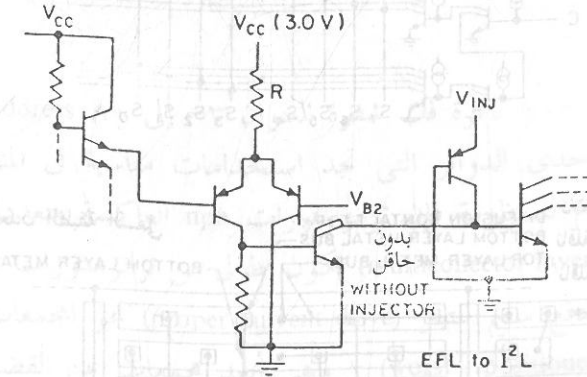 VCC
VCC (3.0 V)
R
VINJ
VB2
بدون
حاقن
WITHOUT
INJECTOR
EFL to I²L